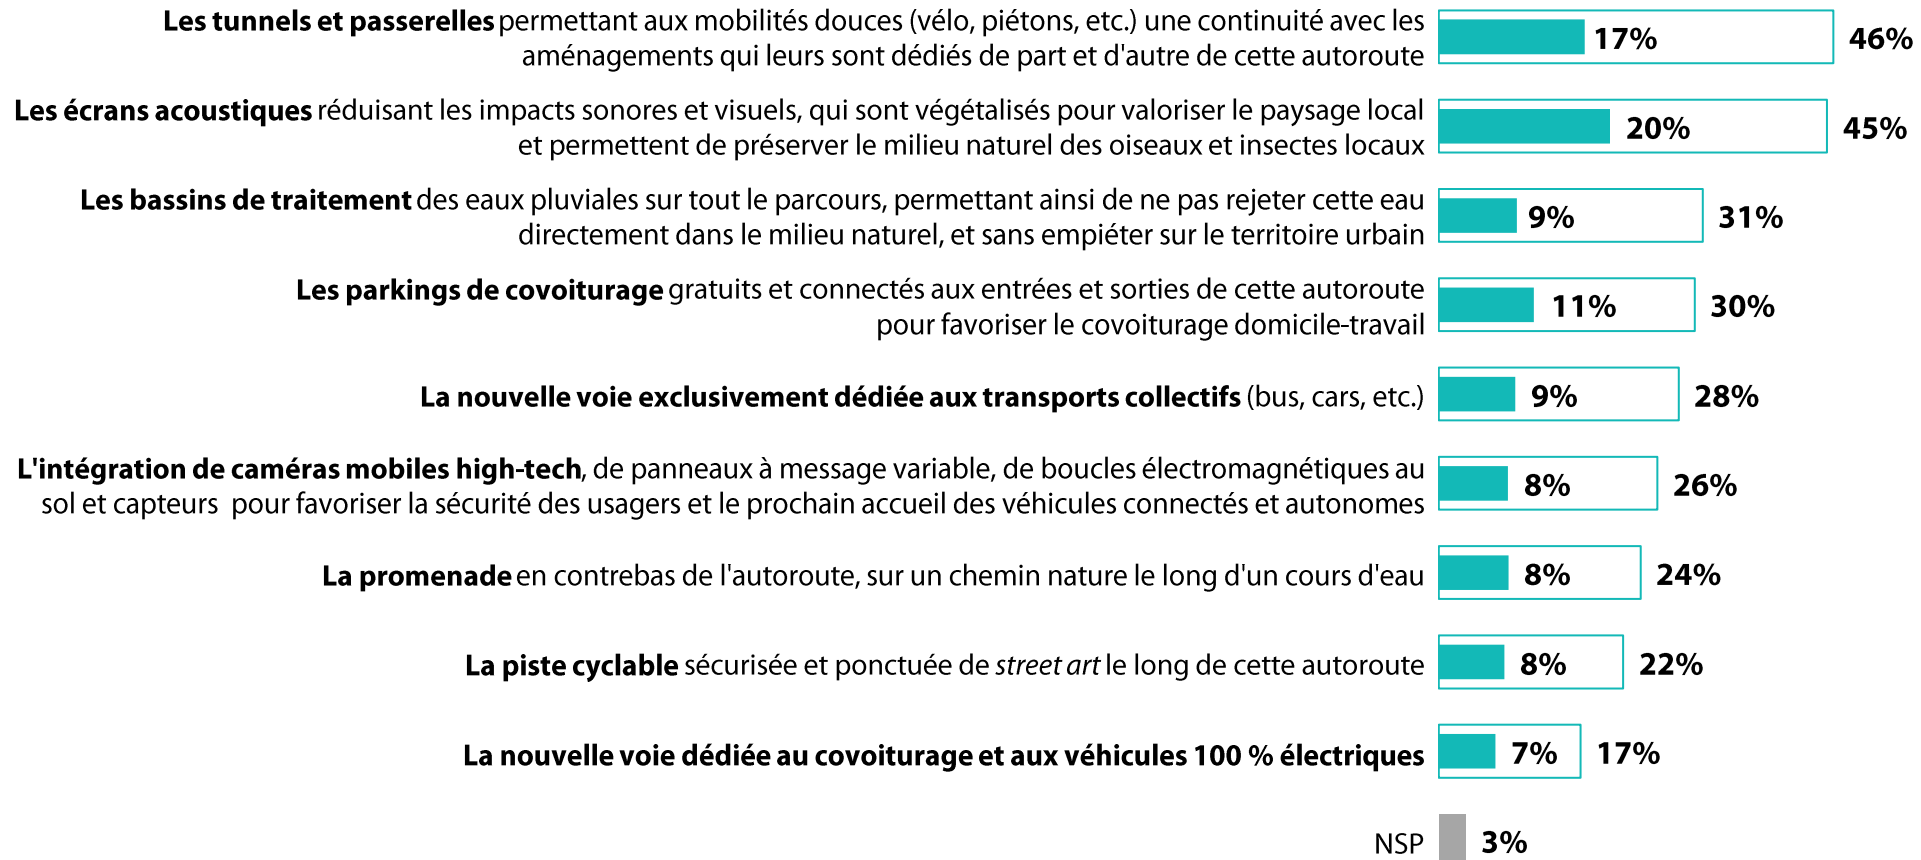 Les tunnels et passerelles permettant aux mobilités douces (vélo, piétons, etc.) une continuité avec les
aménagements qui leurs sont dédiés de part et d'autre de cette autoroute
17% 46%
Les écrans acoustiques réduisant les impacts sonores et visuels, qui sont végétalisés pour valoriser le paysage local
et permettent de préserver le milieu naturel des oiseaux et insectes locaux
20% 45%
Les bassins de traitement des eaux pluviales sur tout le parcours, permettant ainsi de ne pas rejeter cette eau
directement dans le milieu naturel, et sans empiéter sur le territoire urbain
9% 31%
Les parkings de covoiturage gratuits et connectés aux entrées et sorties de cette autoroute
pour favoriser le covoiturage domicile-travail
11% 30%
La nouvelle voie exclusivement dédiée aux transports collectifs (bus, cars, etc.)
9% 28%
L'intégration de caméras mobiles high-tech, de panneaux à message variable, de boucles électromagnétiques au
sol et capteurs pour favoriser la sécurité des usagers et le prochain accueil des véhicules connectés et autonomes
8% 26%
La promenade en contrebas de l'autoroute, sur un chemin nature le long d'un cours d'eau
8% 24%
La piste cyclable sécurisée et ponctuée de street art le long de cette autoroute
8% 22%
La nouvelle voie dédiée au covoiturage et aux véhicules 100 % électriques
7% 17%
NSP
3%